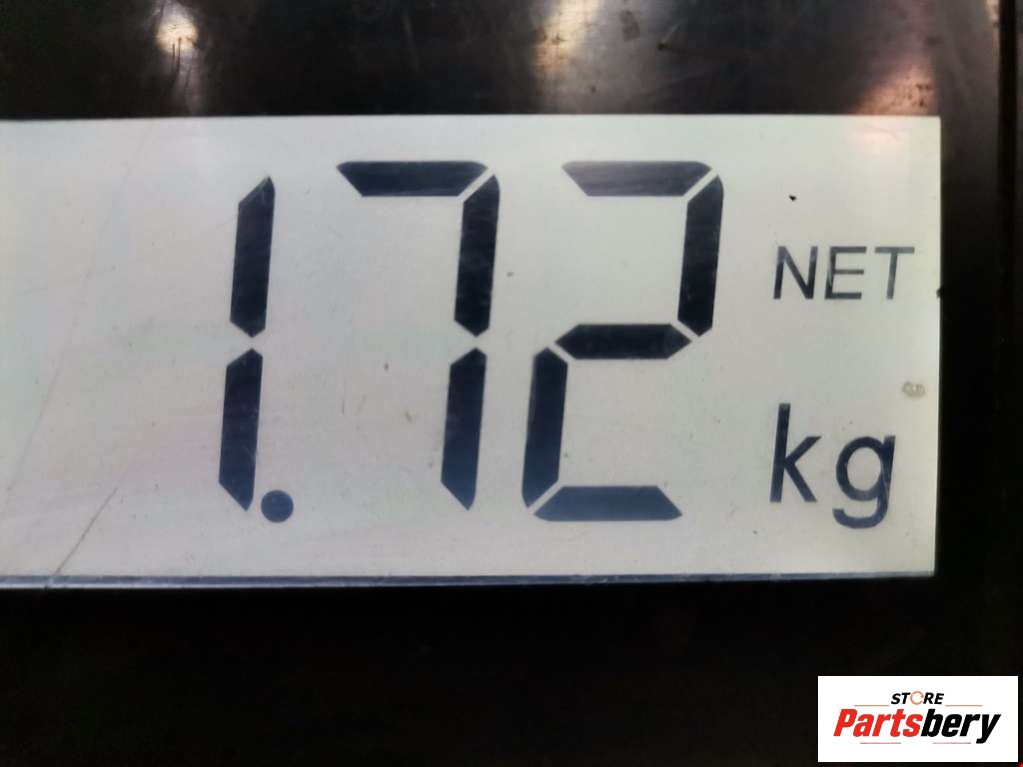 1.72
NET
kg
STORE
Partsbery